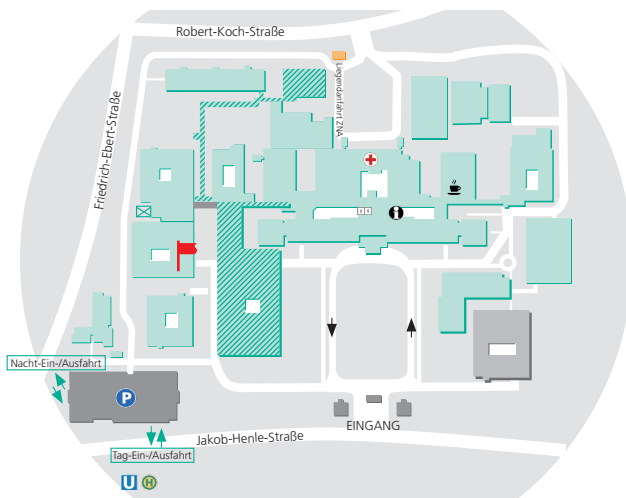 Robert-Koch-Straße
Liegendanfahrt ZNA
Friedrich-Ebert-Straße
i
Nacht-Ein-/Ausfahrt
P
EINGANG
Jakob-Henle-Straße
Tag-Ein-/Ausfahrt
U H